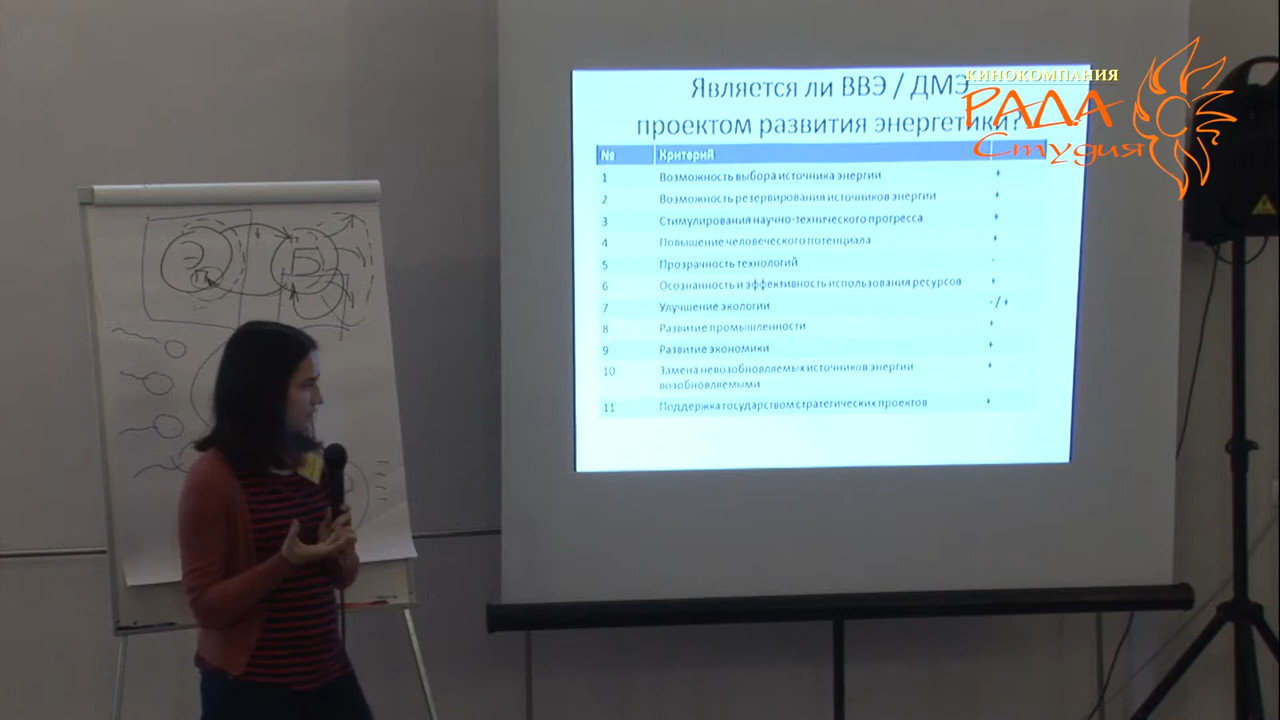 Является ли ВВЭ / ДМЭ
проектом развития энергетики?
№ Критерий
1 Возможность выбора источника энергии +
2 Возможность резервирования источников энергии +
3 Стимулирования научно-технического прогресса +
4 Повышение человеческого потенциала +
5 Прозрачность технологий -
6 Осознанность и эффективность использования ресурсов +
7 Улучшение экологии - / +
8 Развитие промышленности +
9 Развитие экономики +
10 Замена невозобновляемых источников энергии +
возобновляемыми
11 Поддержка государством стратегических проектов +
КИНОКОМПАНИЯ
РАДА
Студия